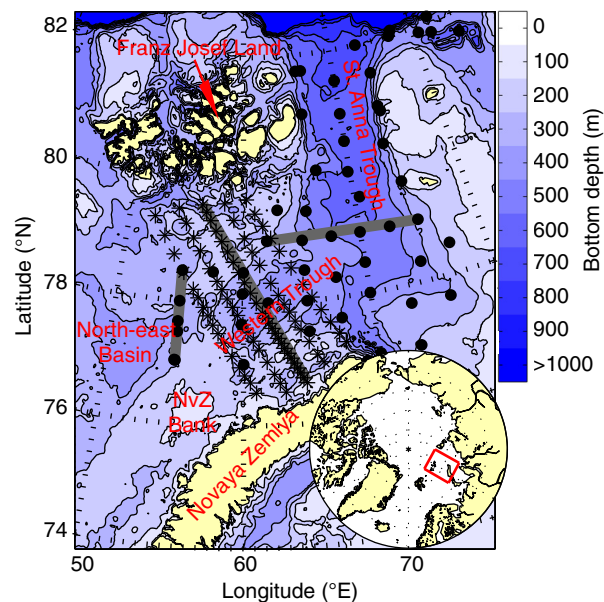 82
80
78
76
74
Latitude (°N)
50
60
70
Longitude (°E)
Franz Josef Land
St. Anna Trough
Western Trough
North-east
Basin
NvZ
Bank
Novaya Zemlya
0
100
200
300
400
500
600
700
800
900
>1000
Bottom depth (m)